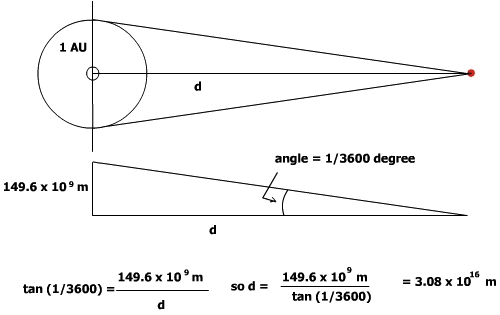 1 AU
d
angle = 1/3600 degree
149.6 x 10⁹ m
d
tan (1/3600) = 149.6 x 10⁹ m / d so d = 149.6 x 10⁹ m / tan (1/3600) = 3.08 x 10¹⁶ m